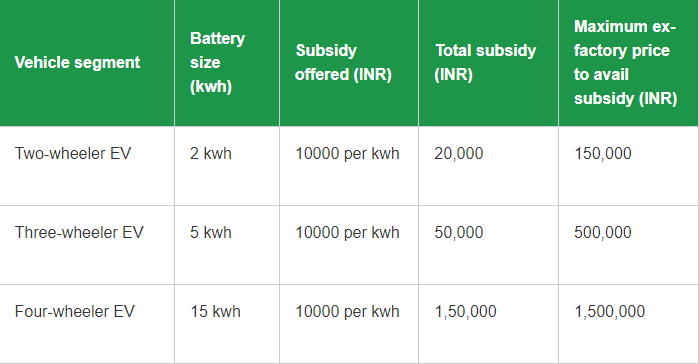 Vehicle segment
Battery
size
(kwh)
Subsidy
offered (INR)
Total subsidy
(INR)
Maximum ex-
factory price
to avail
subsidy (INR)
Two-wheeler EV 2 kwh 10000 per kwh 20,000 150,000
Three-wheeler EV 5 kwh 10000 per kwh 50,000 500,000
Four-wheeler EV 15 kwh 10000 per kwh 1,50,000 1,500,000